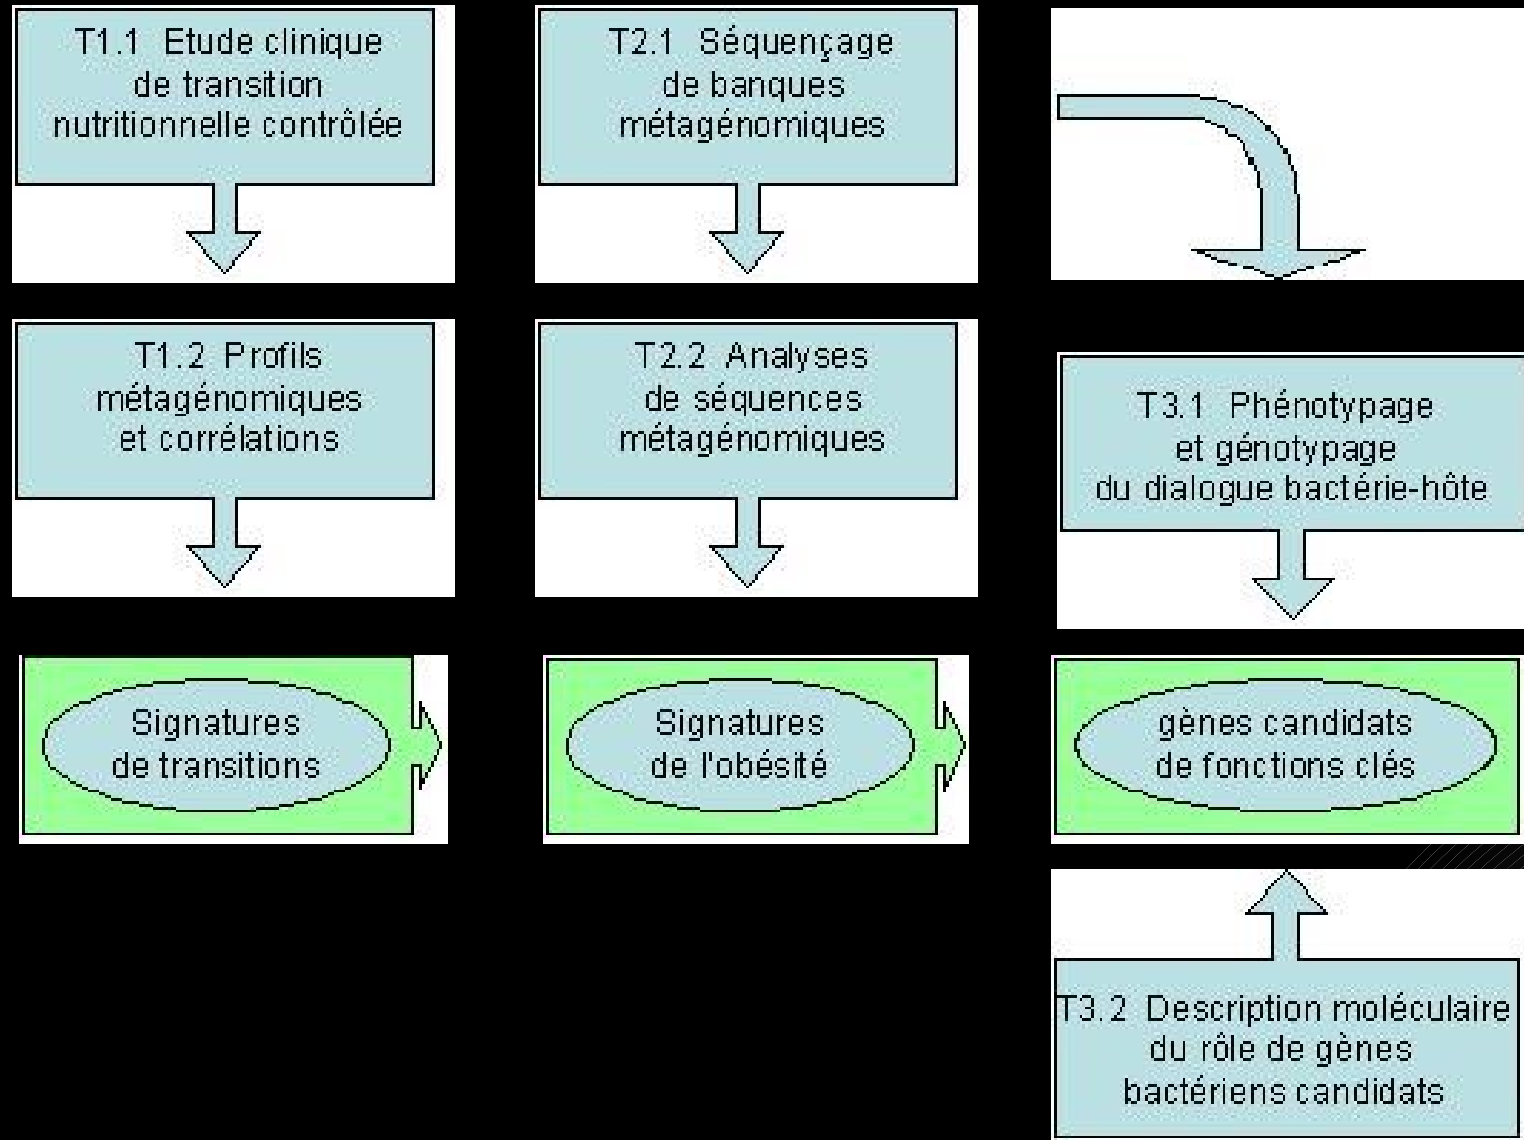 T1.1 Etude clinique
de transition
nutritionnelle contrôlée
T2.1 Séquençage
de banques
métagénomiques
T1.2 Profils
métagénomiques
et corrélations
T2.2 Analyses
de séquences
métagénomiques
T3.1 Phénotypage
et génotypage
du dialogue bactérie-hôte
Signatures
de transitions
Signatures
de l'obésité
gènes candidats
de fonctions clés
T3.2 Description moléculaire
du rôle de gènes
bactériens candidats